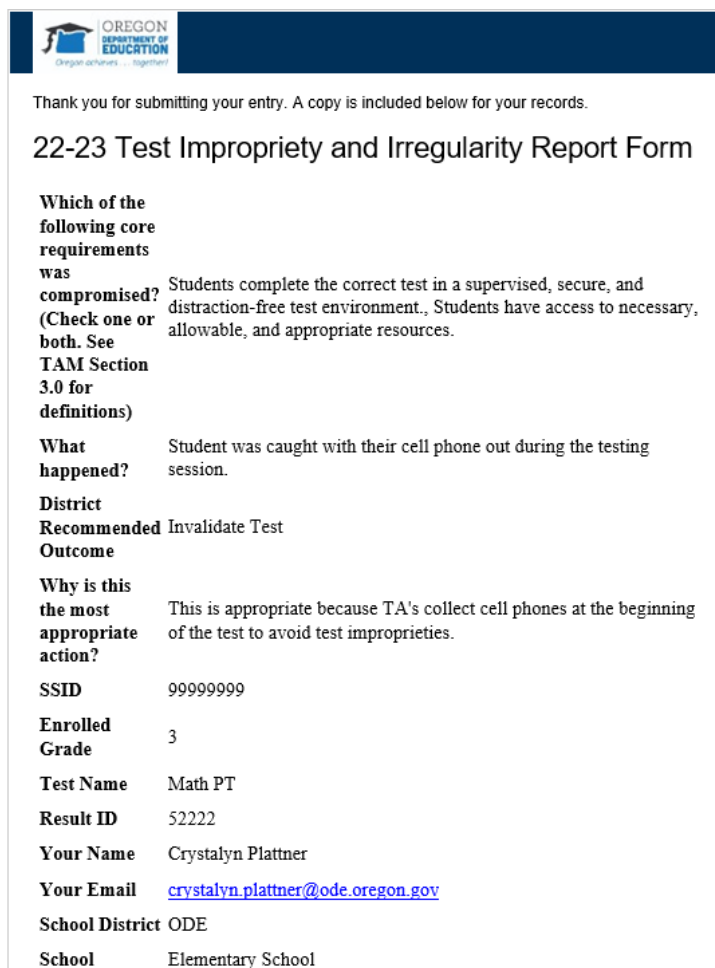 OREGON
DEPARTMENT OF
EDUCATION
Oregon achieves . . . together!
Thank you for submitting your entry. A copy is included below for your records.
22-23 Test Impropriety and Irregularity Report Form
Which of the
following core
requirements
was
compromised?
(Check one or
both. See
TAM Section
3.0 for
definitions)
Students complete the correct test in a supervised, secure, and
distraction-free test environment., Students have access to necessary,
allowable, and appropriate resources.
What
happened?
Student was caught with their cell phone out during the testing
session.
District
Recommended
Outcome
Invalidate Test
Why is this
the most
appropriate
action?
This is appropriate because TA's collect cell phones at the beginning
of the test to avoid test improprieties.
SSID 99999999
Enrolled
Grade
3
Test Name Math PT
Result ID 52222
Your Name Crystalyn Plattner
Your Email crystalyn.plattner@ode.oregon.gov
School District ODE
School Elementary School